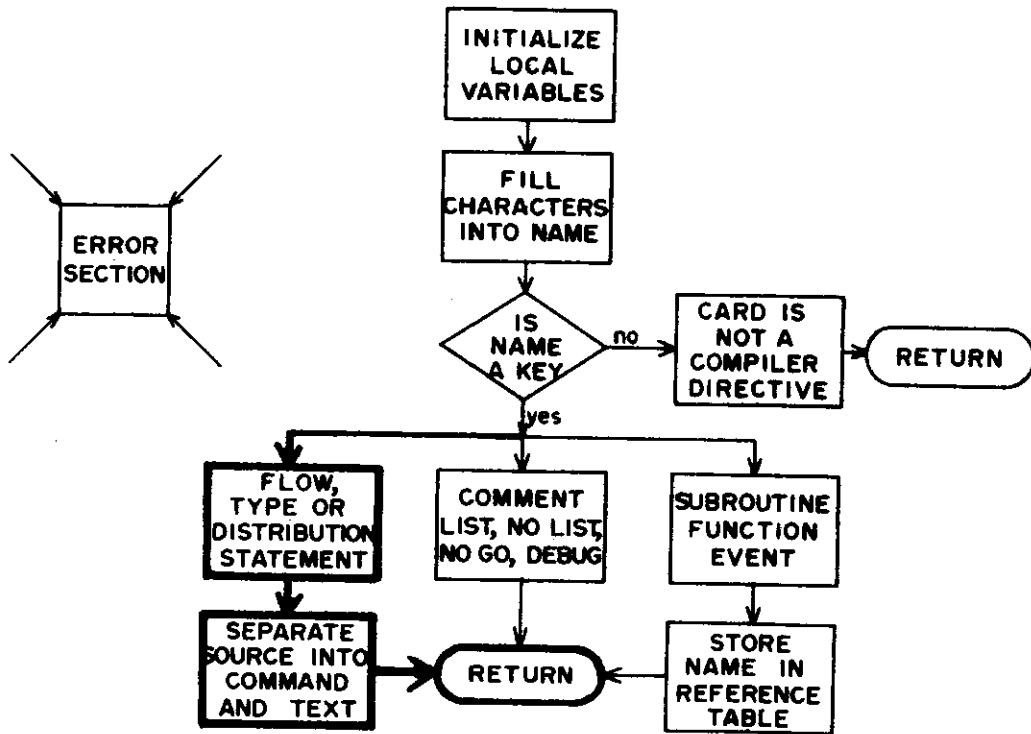 INITIALIZE
LOCAL
VARIABLES
FILL
CHARACTERS
INTO NAME
ERROR
SECTION
IS
NAME
A KEY
no
CARD IS
NOT A
COMPILER
DIRECTIVE
RETURN
yes
FLOW,
TYPE OR
DISTRIBUTION
STATEMENT
COMMENT
LIST, NO LIST,
NO GO, DEBUG
SUBROUTINE
FUNCTION
EVENT
SEPARATE
SOURCE INTO
COMMAND
AND TEXT
RETURN
STORE
NAME IN
REFERENCE
TABLE